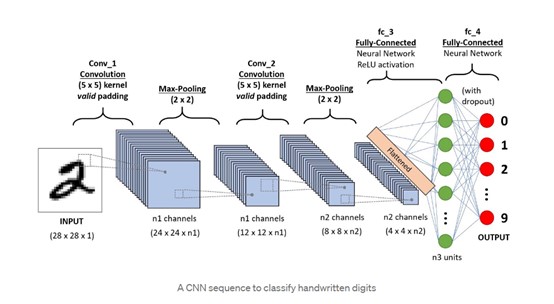 fc_3
Fully-Connected
Neural Network
ReLU activation
fc_4
Fully-Connected
Neural Network
Conv_1
Convolution
(5 x 5) kernel
valid padding
Max-Pooling
(2 x 2)
Conv_2
Convolution
(5 x 5) kernel
valid padding
Max-Pooling
(2 x 2)
(with
dropout)
2
Flattened
0
1
2
9
INPUT
(28 x 28 x 1)
n1 channels
(24 x 24 x n1)
n1 channels
(12 x 12 x n1)
n2 channels
(8 x 8 x n2)
n2 channels
(4 x 4 x n2)
n3 units
OUTPUT
A CNN sequence to classify handwritten digits